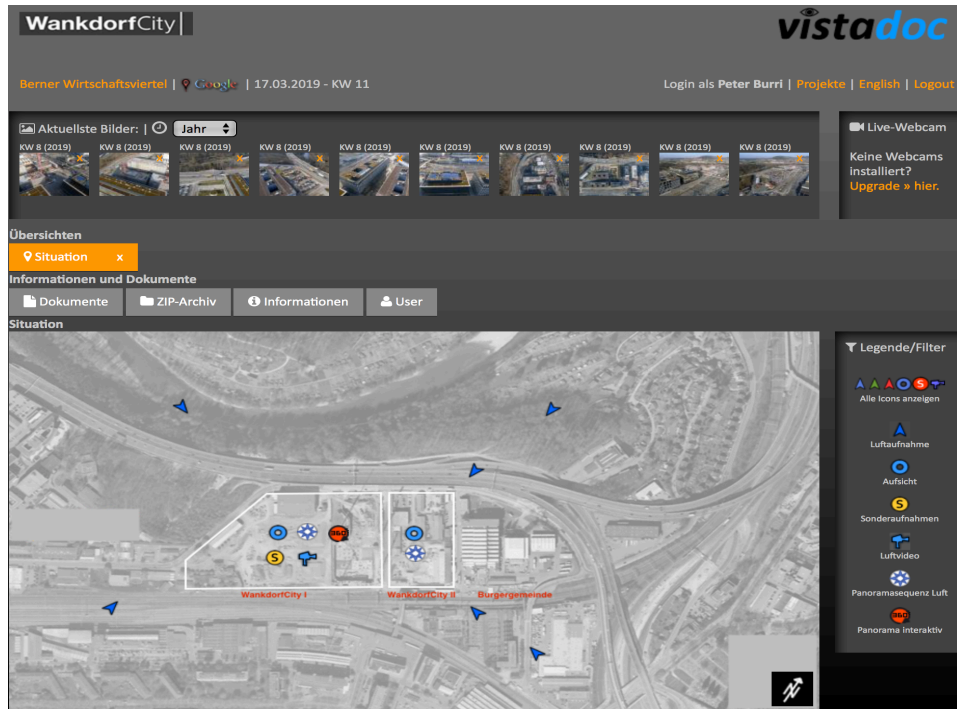 WankdorfCity
vistadoc
Berner Wirtschaftsviertel | Google | 17.03.2019 - KW 11
Login als Peter Burri | Projekte | English | Logout
Aktuellste Bilder: | Jahr
KW 8 (2019) KW 8 (2019) KW 8 (2019) KW 8 (2019) KW 8 (2019) KW 8 (2019) KW 8 (2019) KW 8 (2019) KW 8 (2019) KW 8 (2019)
Live-Webcam
Keine Webcams
installiert?
Upgrade » hier.
Übersichten
Situation x
Informationen und Dokumente
Dokumente ZIP-Archiv Informationen User
Situation
360
S
WankdorfCity I WankdorfCity II Burgergemeinde
N
Legende/Filter
S
Alle Icons anzeigen
Luftaufnahme
Aufsicht
S
Sonderaufnahmen
Luftvideo
Panoramasequenz Luft
360
Panorama interaktiv